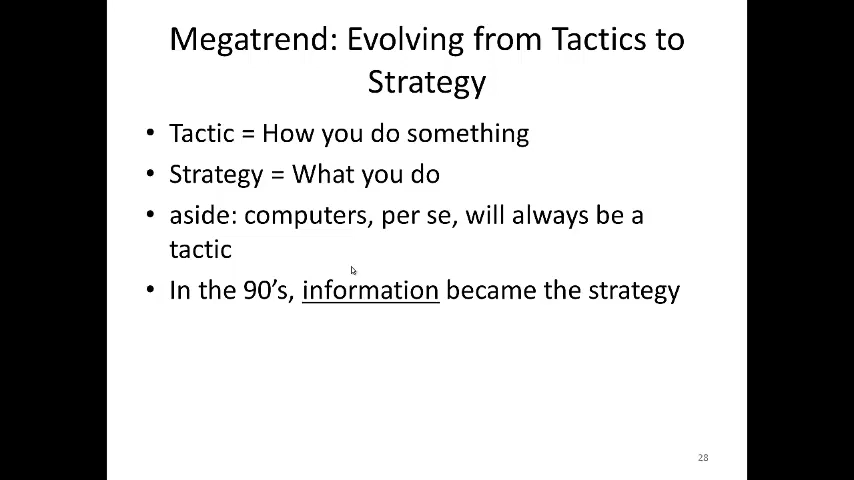 Megatrend: Evolving from Tactics to
Strategy
• Tactic = How you do something
• Strategy = What you do
• aside: computers, per se, will always be a
tactic
• In the 90’s, information became the strategy
28